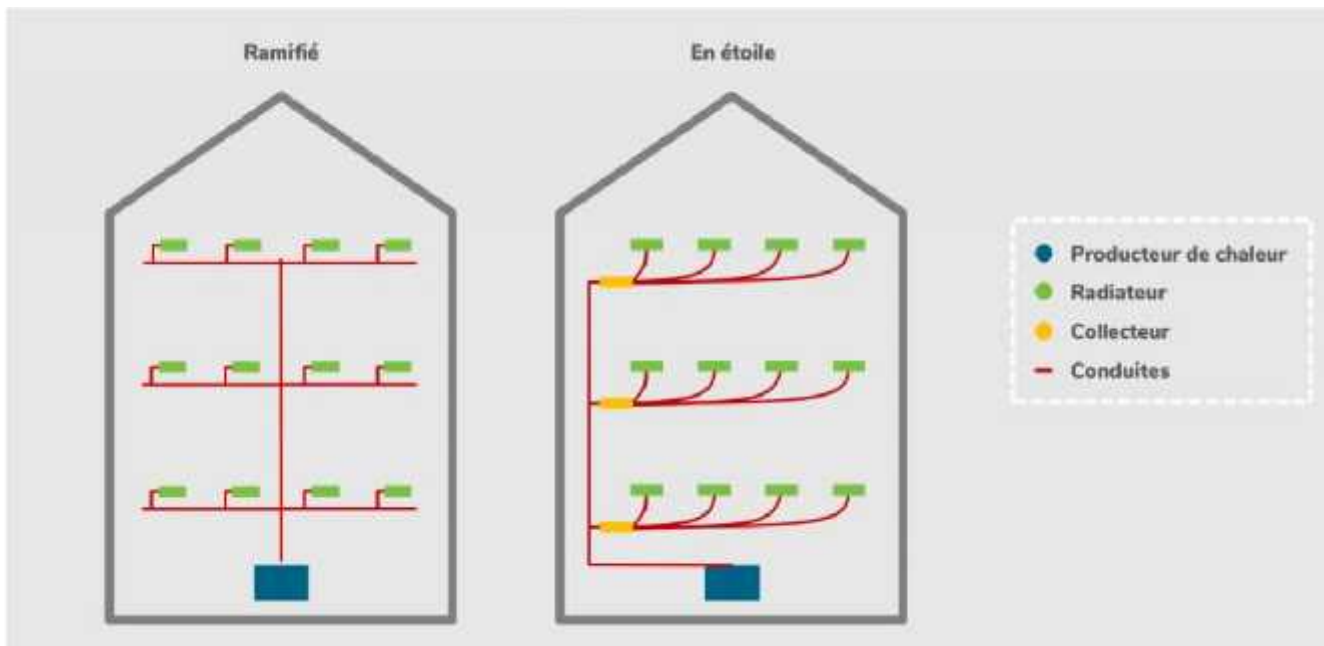 Ramifié
En étoile
Producteur de chaleur
Radiateur
Collecteur
Conduites